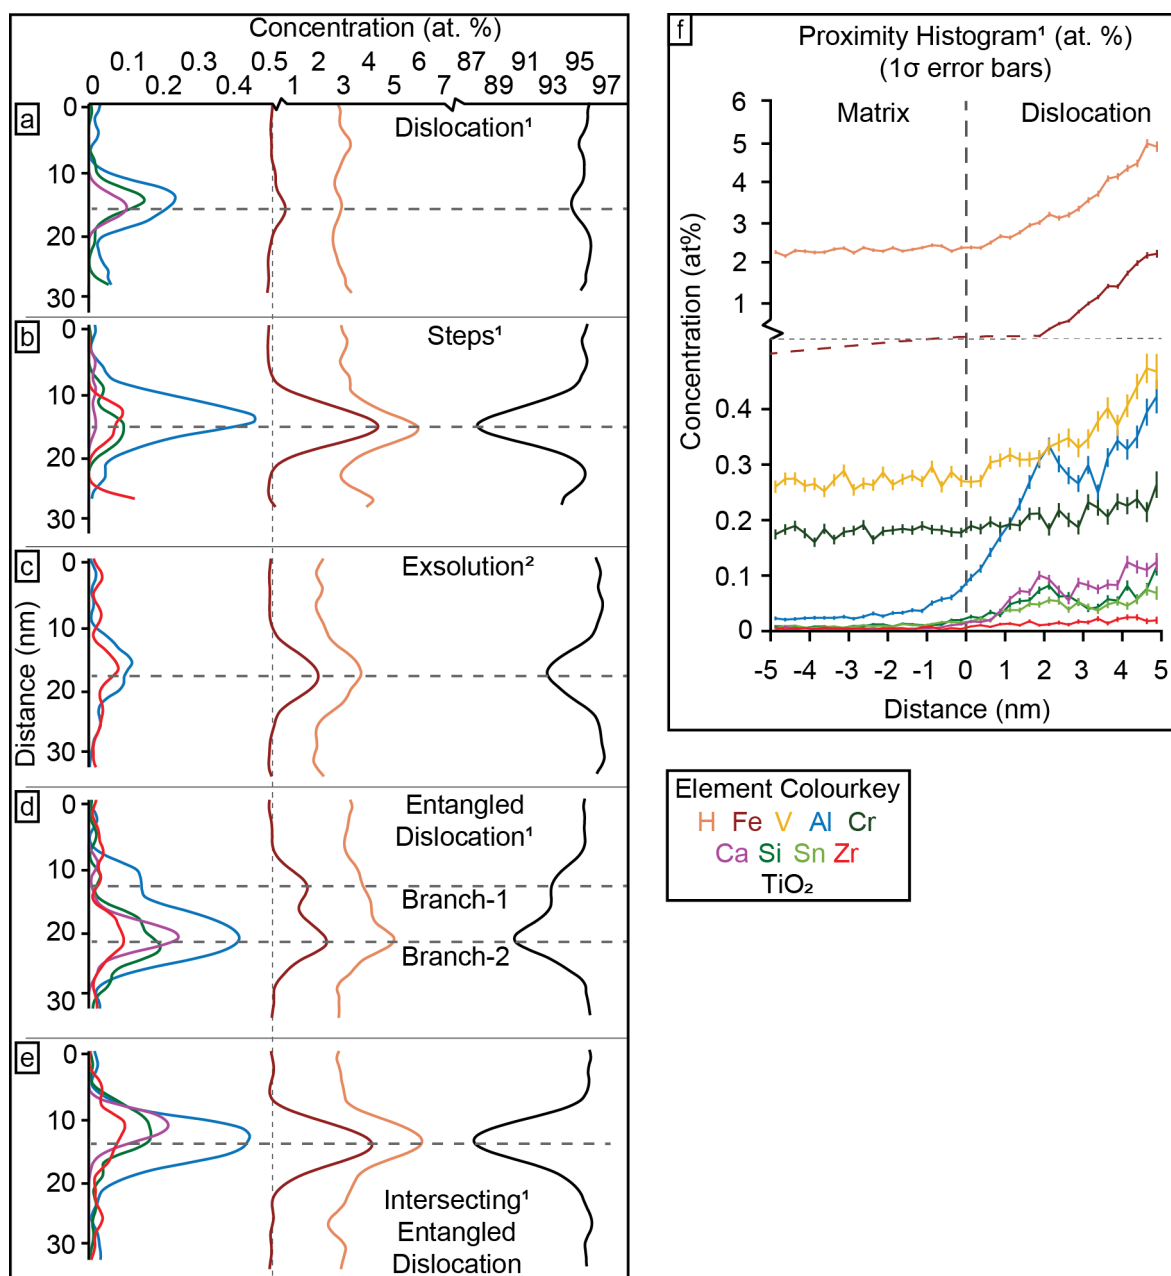 Concentration (at. %)
0.1 0.3 0.5 2 4 6 87 91 95
0 0.2 0.4 1 3 5 7 89 93 97
a
Dislocation¹
0
10
20
30
b
Steps¹
0
10
20
30
c
Exsolution²
0
10
20
30
Distance (nm)
d
Entangled
Dislocation¹
Branch-1
Branch-2
0
10
20
30
e
0
10
20
30
Intersecting¹
Entangled
Dislocation
f
Proximity Histogram¹ (at. %)
(1σ error bars)
Matrix Dislocation
Concentration (at%)
6
5
4
3
2
1
0.4
0.3
0.2
0.1
0
-5 -4 -3 -2 -1 0 1 2 3 4 5
Distance (nm)
Element Colourkey
H Fe V Al Cr
Ca Si Sn Zr
TiO₂